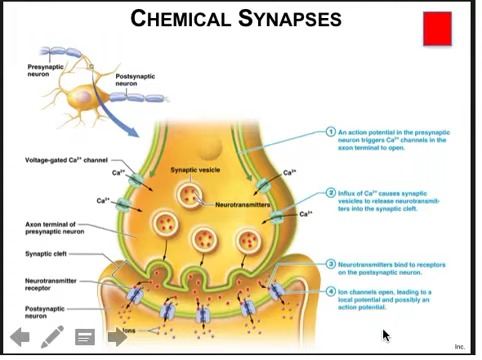 CHEMICAL SYNAPSES
Presynaptic
neuron
Postsynaptic
neuron
1 An action potential in the presynaptic
neuron triggers Ca2+ channels in the
axon terminal to open.
Voltage-gated Ca2+ channel
Ca2+
Synaptic vesicle
Ca2+
2 Influx of Ca2+ causes synaptic
vesicles to release neurotransmit-
ters into the synaptic cleft.
Ca2+
Neurotransmitters
Ca2+
Axon terminal of
presynaptic neuron
Synaptic cleft
3 Neurotransmitters bind to receptors
on the postsynaptic neuron.
Neurotransmitter
receptor
4 Ion channels open, leading to a
local potential and possibly an
action potential.
Postsynaptic
neuron
Ions
Inc.